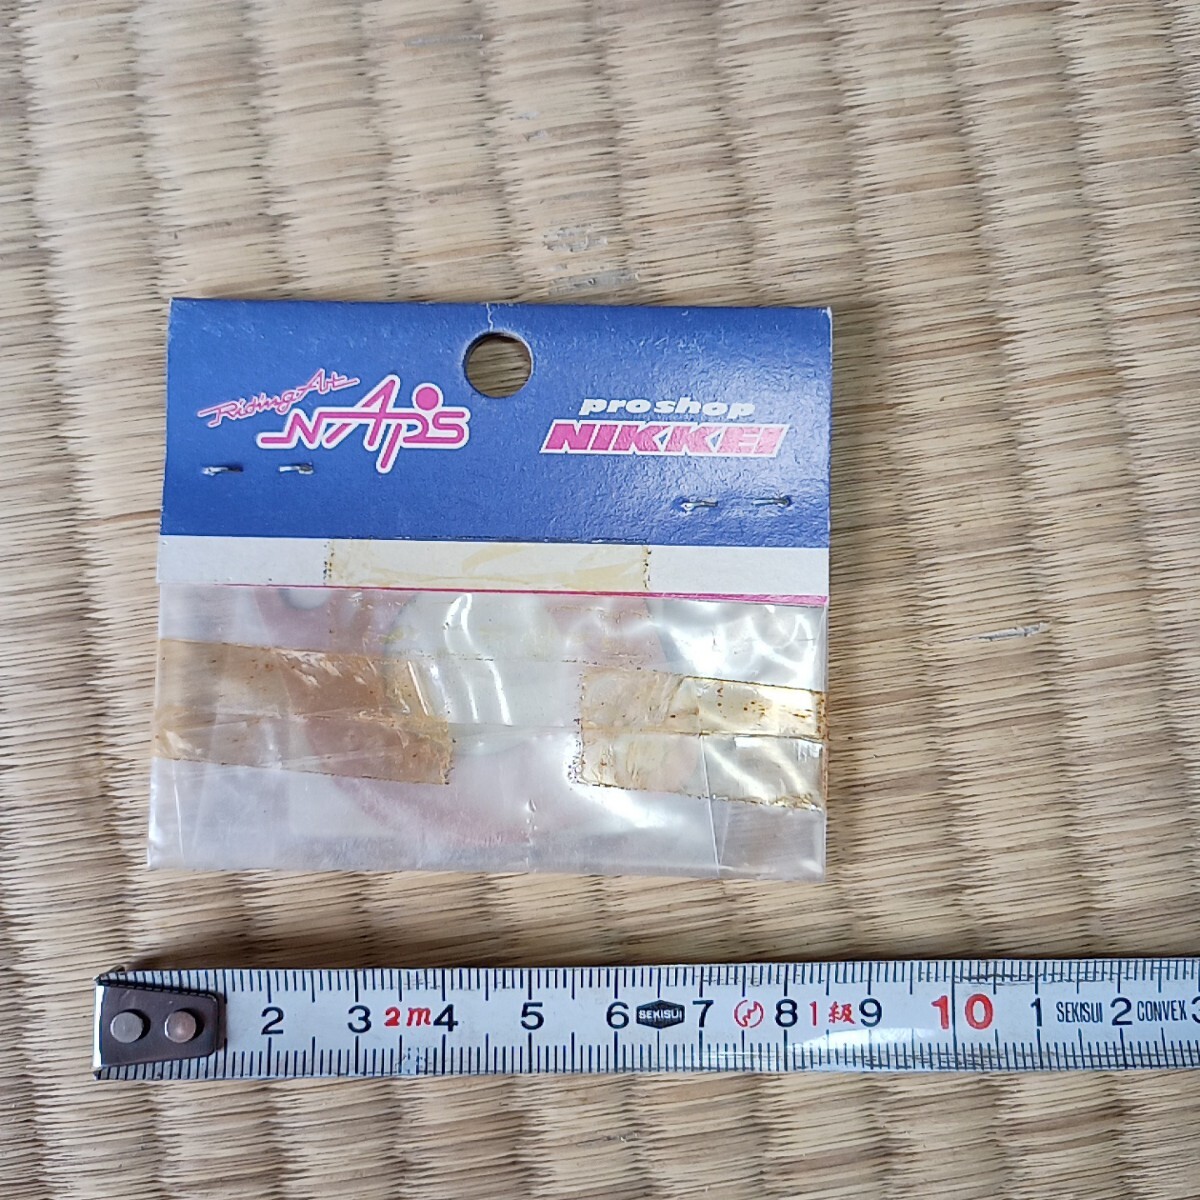 Riding Art
NAPS
pro shop
NIKKEI
2 3 2m 4 5 6 SEKISUI 7 8 1級 9 10 1 SEKISUI 2 CONVEX 3